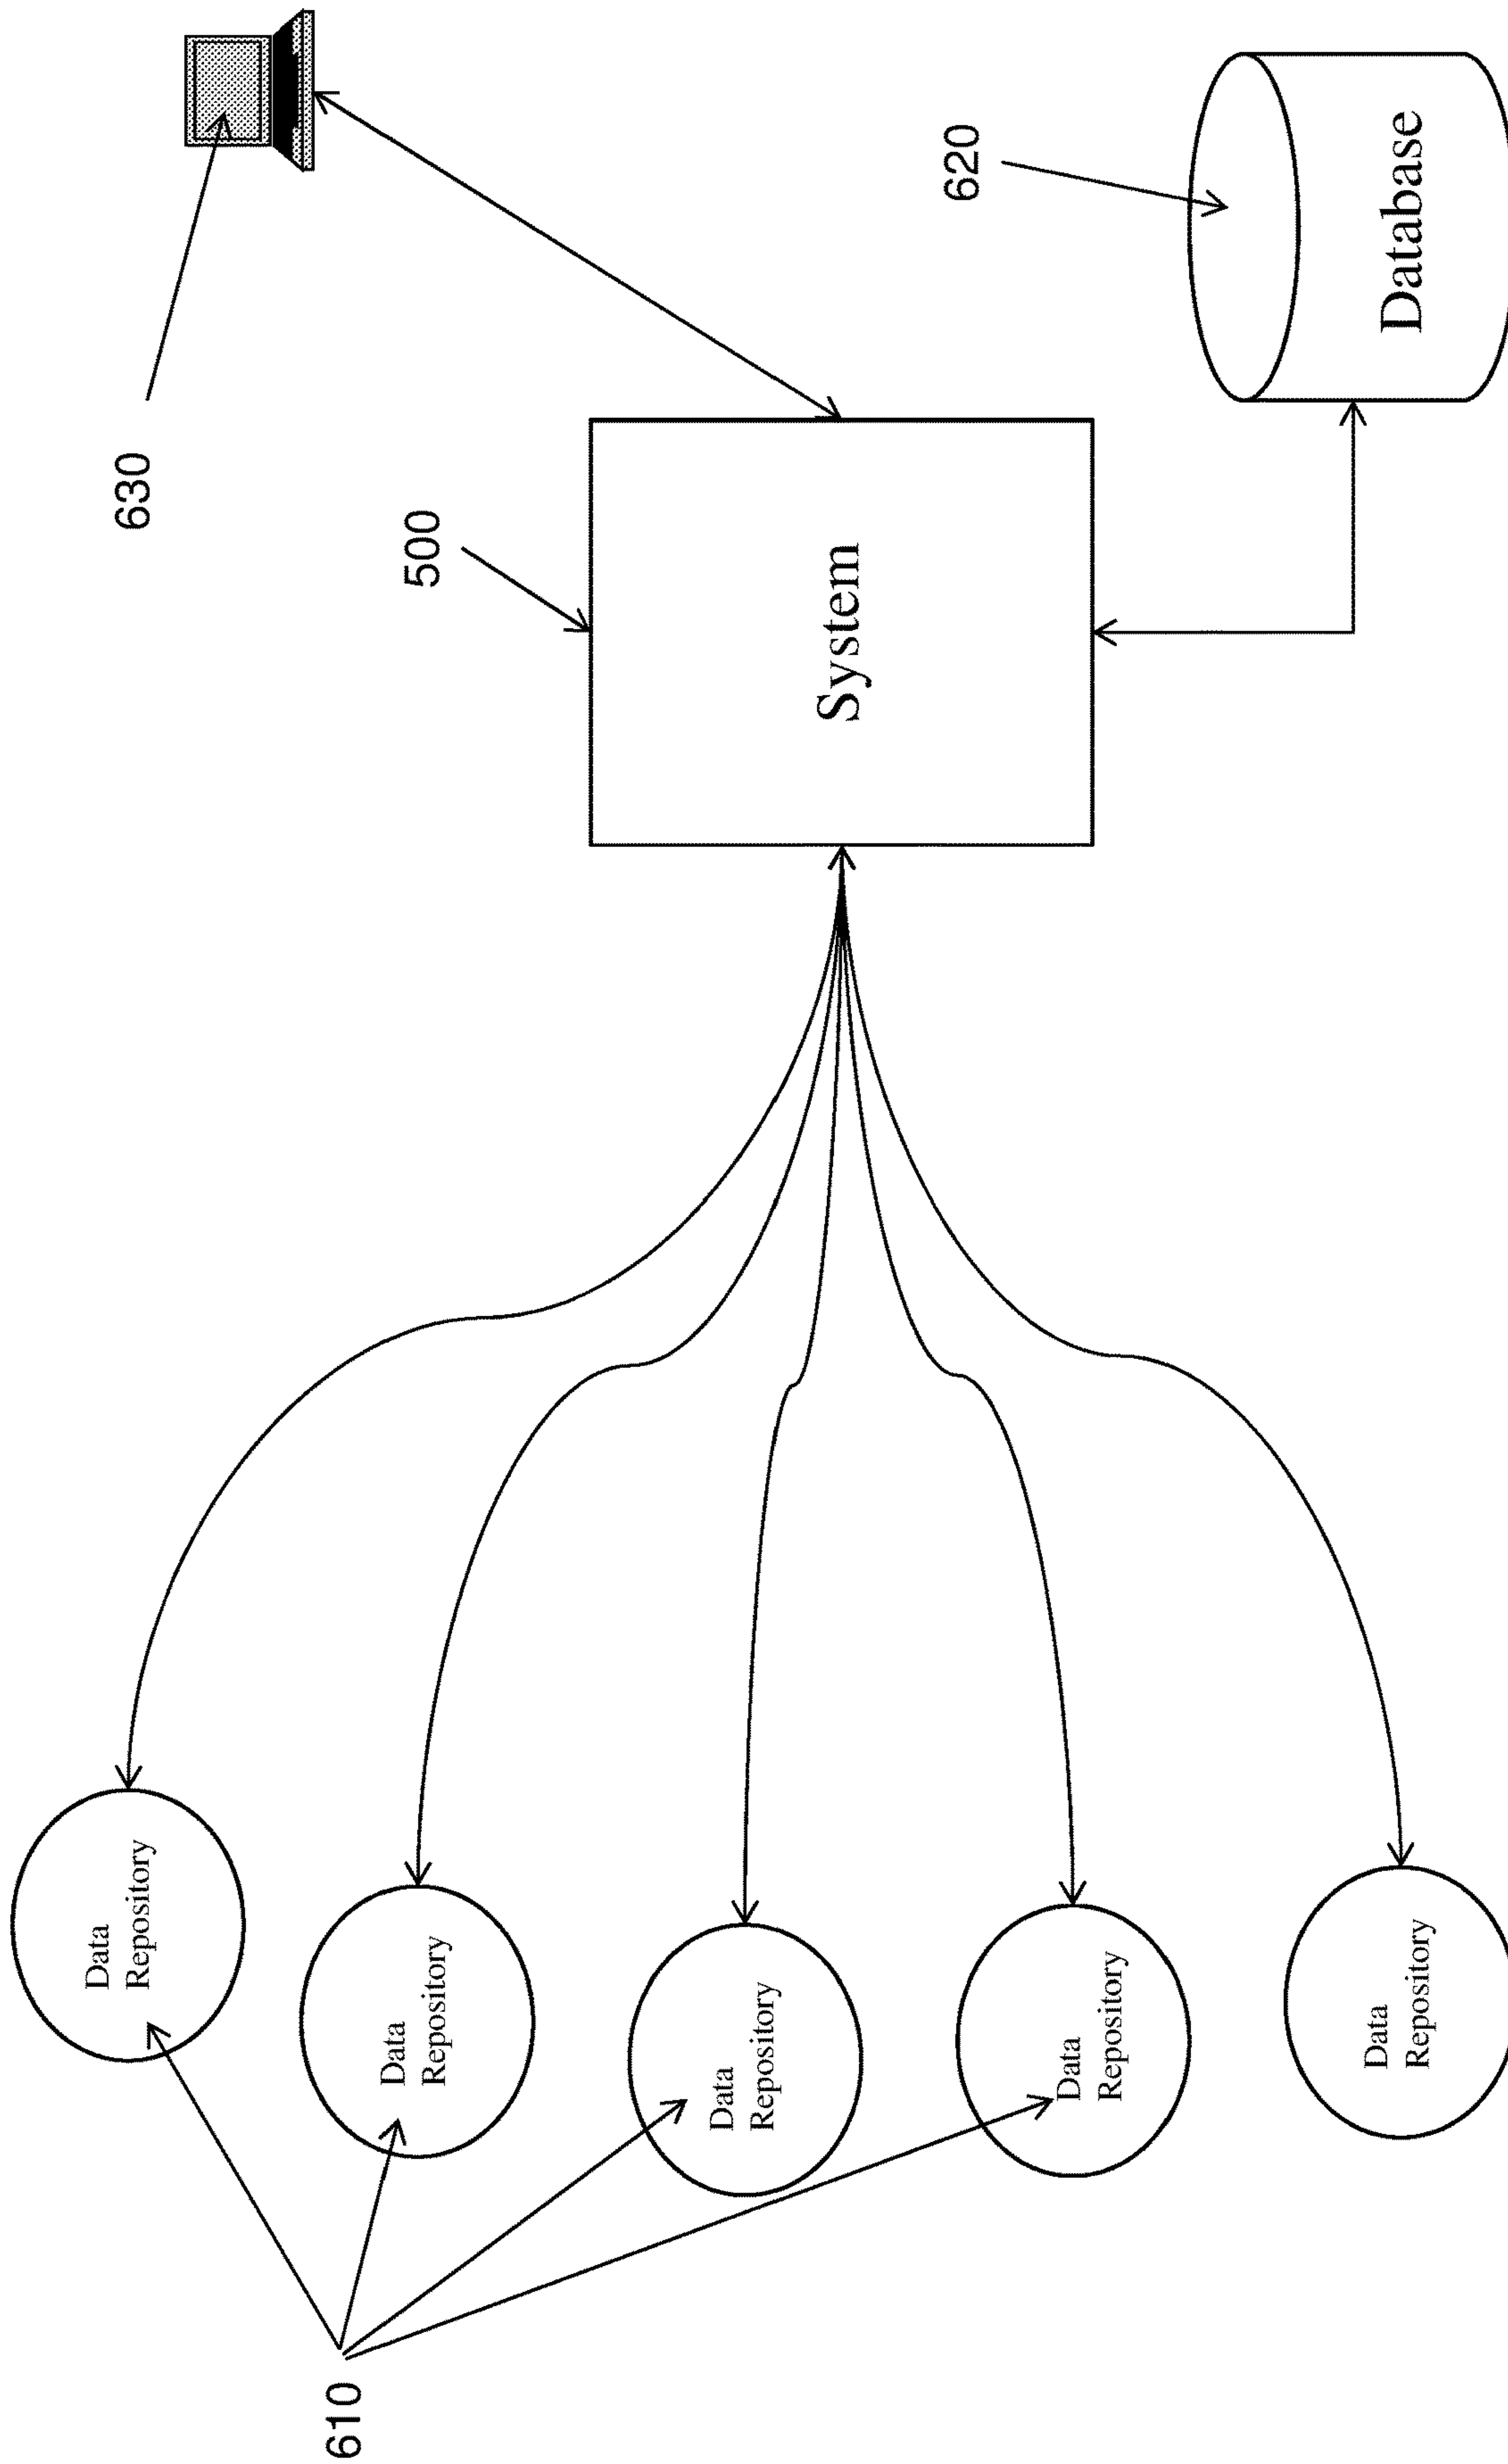 Data
Repository
630
610
Data
Repository
500
Data
Repository
System
620
Data
Repository
Data
Repository
Database